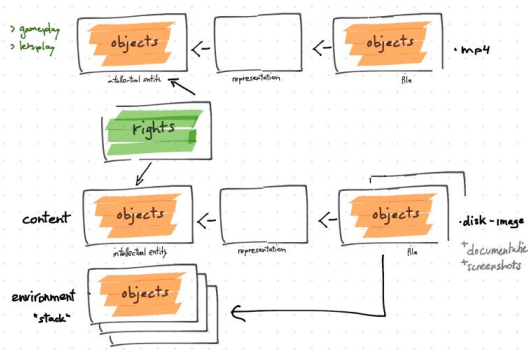 > gameplay
> letsplay
objects
objects
.mp4
intellectual entity
representation
file
rights
content
objects
objects
.disk-image
intellectual entity
representation
file
+ documentatie
+ screenshots
environment
"stack"
objects